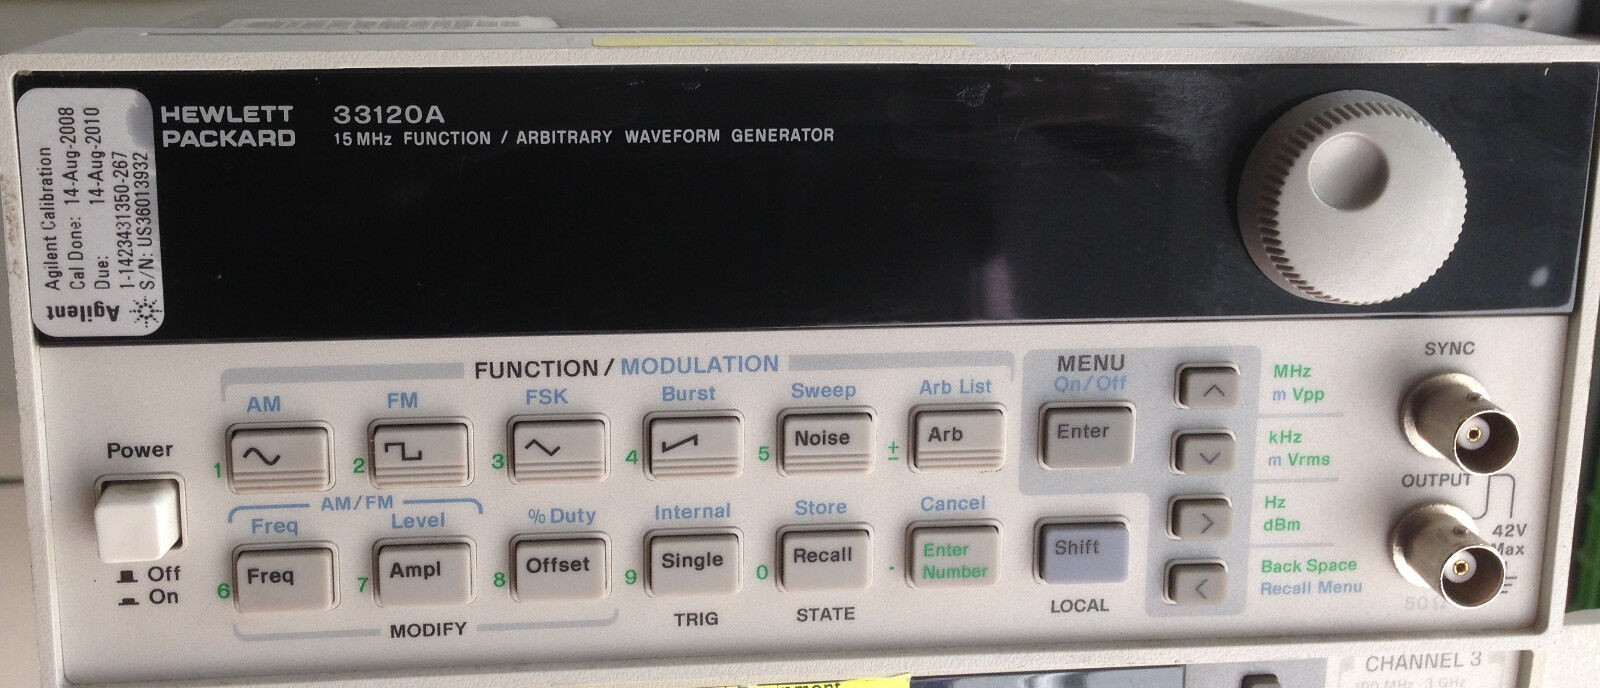 Agilent Calibration
Cal Done: 14-Aug-2008
Due: 14-Aug-2010
1-1423431350-267
S/N: US36013932
Agilent
HEWLETT
PACKARD
33120A
15 MHz FUNCTION / ARBITRARY WAVEFORM GENERATOR
FUNCTION / MODULATION
MENU
On/Off
Enter
AM
FM
FSK
Burst
Sweep
Arb List
1
2
3
4
5
Noise
±
Arb
Power
Off
On
AM/FM
Freq
Level
% Duty
Internal
Store
Cancel
6
Freq
7
Ampl
8
Offset
9
Single
0
Recall
.
Enter
Number
Shift
MODIFY
TRIG
STATE
LOCAL
^
v
>
<
MHz
m Vpp
kHz
m Vrms
Hz
dBm
Back Space
Recall Menu
SYNC
OUTPUT
42V
Max
50Ω
CHANNEL 3
100 MHz - 3 GHz